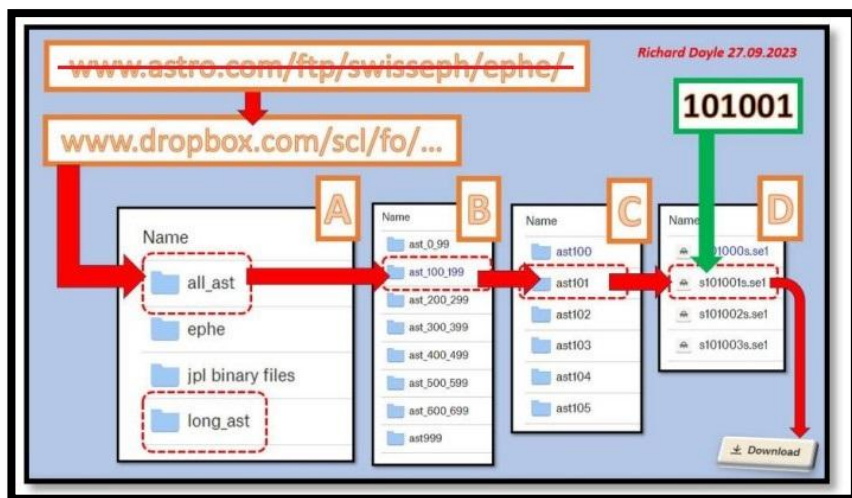 www.astro.com/ftp/swisseph/ephe/
Richard Doyle 27.09.2023
101001
www.dropbox.com/scl/fo/...
A
Name
all_ast
ephe
jpl binary files
long_ast
B
Name
ast_0_99
ast_100_199
ast_200_299
ast_300_399
ast_400_499
ast_500_599
ast_600_699
ast999
C
Name
ast100
ast101
ast102
ast103
ast104
ast105
D
Name
s101000s.se1
s101001s.se1
s101002s.se1
s101003s.se1
Download